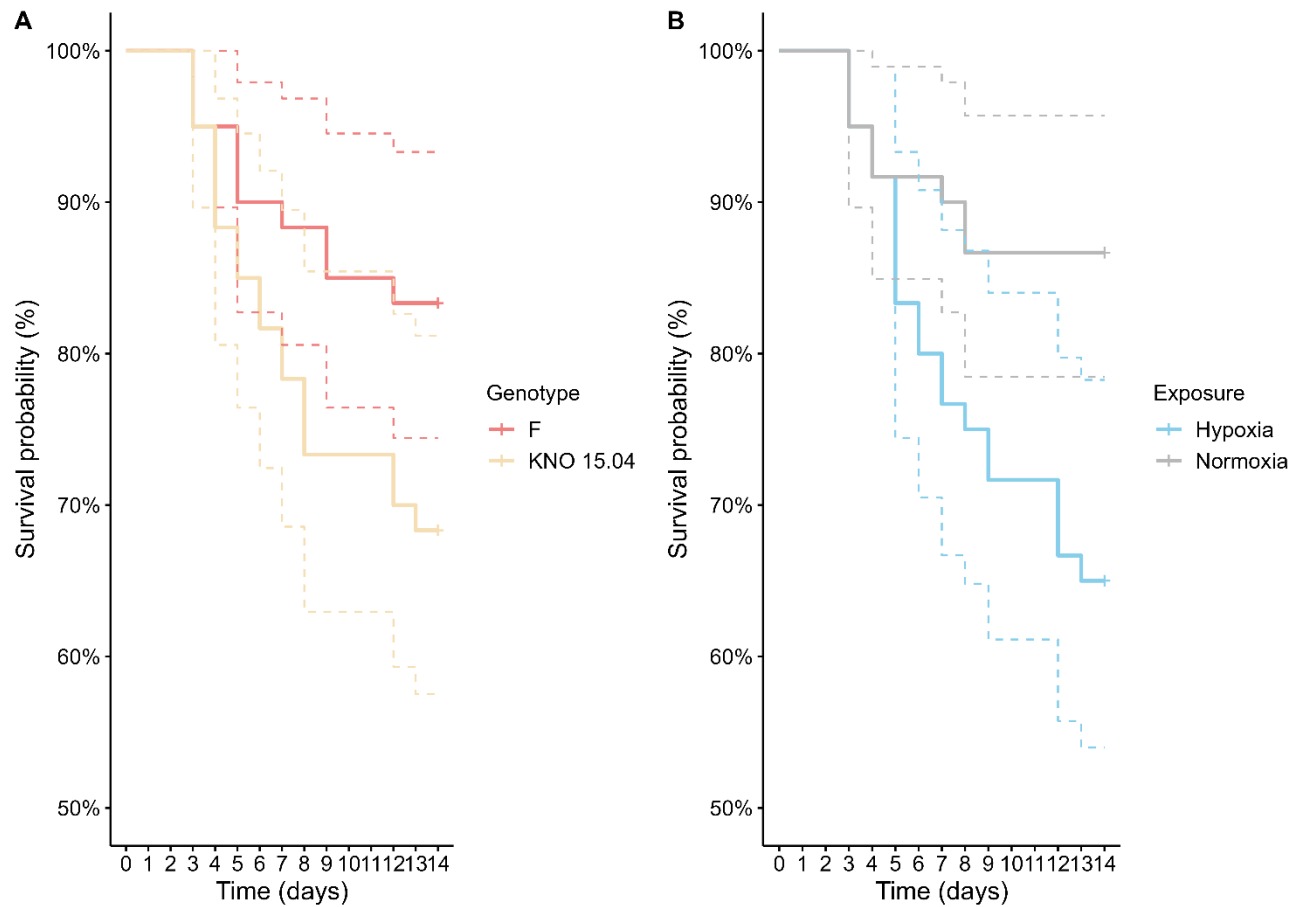 A
Survival probability (%)
100%
90%
80%
70%
60%
50%
0 1 2 3 4 5 6 7 8 9 10 11 12 13 14
Time (days)
Genotype
F
KNO 15.04
B
Survival probability (%)
100%
90%
80%
70%
60%
50%
0 1 2 3 4 5 6 7 8 9 10 11 12 13 14
Time (days)
Exposure
Hypoxia
Normoxia